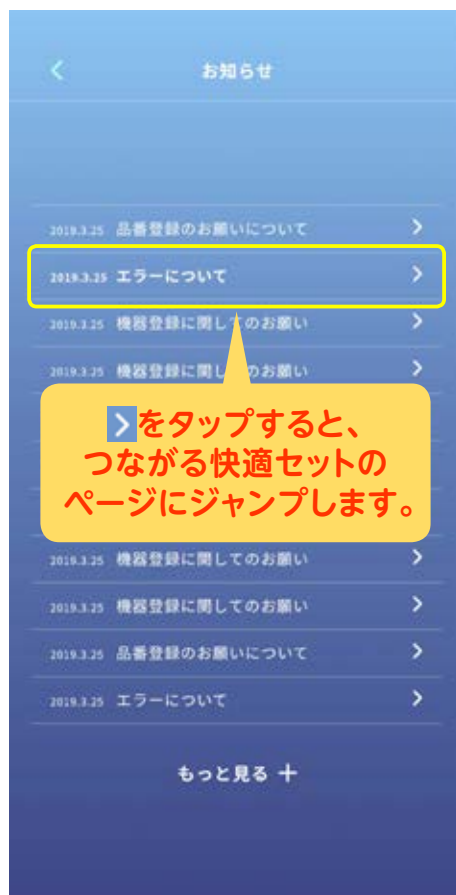 お知らせ
2019.3.25 品番登録のお願いについて
2019.3.25 エラーについて
2019.3.25 機器登録に関してのお願い
2019.3.25 機器登録に関してのお願い
をタップすると、
つながる快適セットの
ページにジャンプします。
2019.3.25 機器登録に関してのお願い
2019.3.25 機器登録に関してのお願い
2019.3.25 品番登録のお願いについて
2019.3.25 エラーについて
もっと見る +